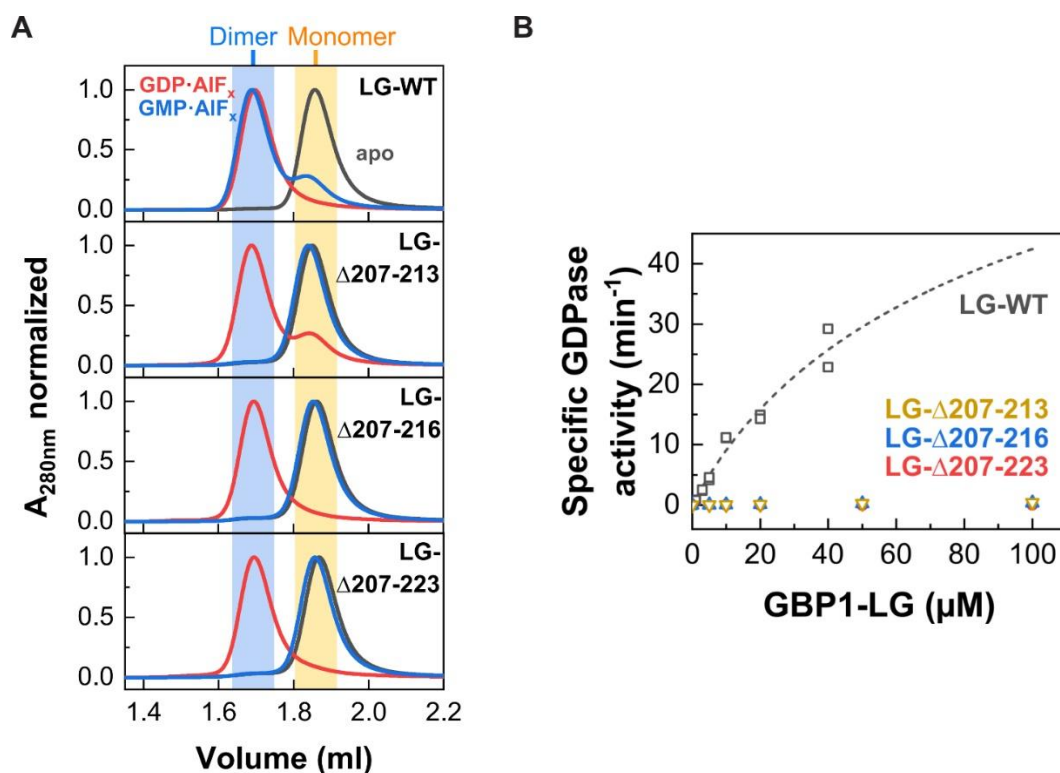 A
Dimer Monomer
GDP·AlFₓ
GMP·AlFₓ
LG-WT
apo
1.0
0.5
0.0
LG-
Δ207-213
1.0
0.5
0.0
LG-
Δ207-216
1.0
0.5
0.0
LG-
Δ207-223
1.0
0.5
0.0
A₂₈₀ₙₘ normalized
1.4 1.6 1.8 2.0 2.2
Volume (ml)
B
Specific GDPase
activity (min⁻¹)
40
30
20
10
0
LG-WT
LG-Δ207-213
LG-Δ207-216
LG-Δ207-223
0 20 40 60 80 100
GBP1-LG (µM)